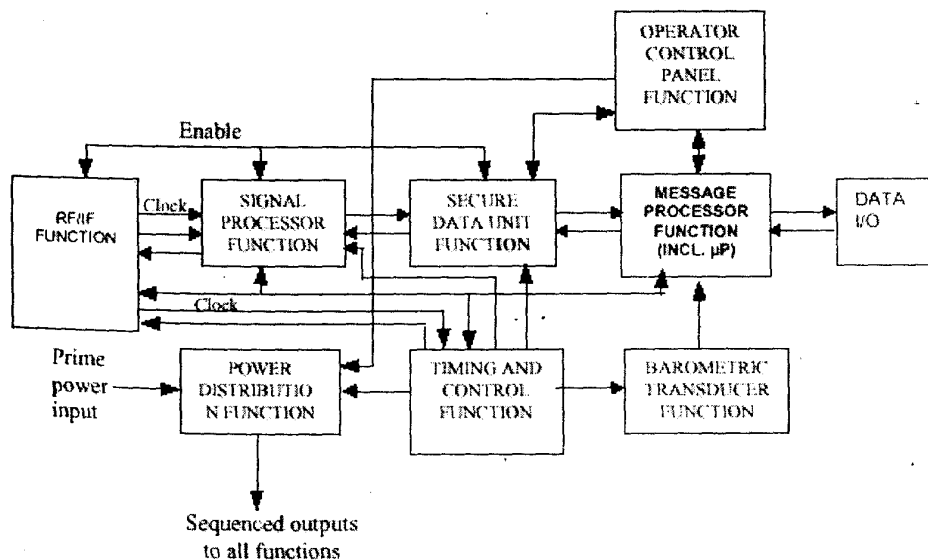 OPERATOR
CONTROL
PANEL
FUNCTION
Enable
RF/IF
FUNCTION
Clock
SIGNAL
PROCESSOR
FUNCTION
SECURE
DATA UNIT
FUNCTION
MESSAGE
PROCESSOR
FUNCTION
(INCL. µP)
DATA
I/O
Clock
Prime
power
input
POWER
DISTRIBUTIO
N FUNCTION
TIMING AND
CONTROL
FUNCTION
BAROMETRIC
TRANSDUCER
FUNCTION
Sequenced outputs
to all functions